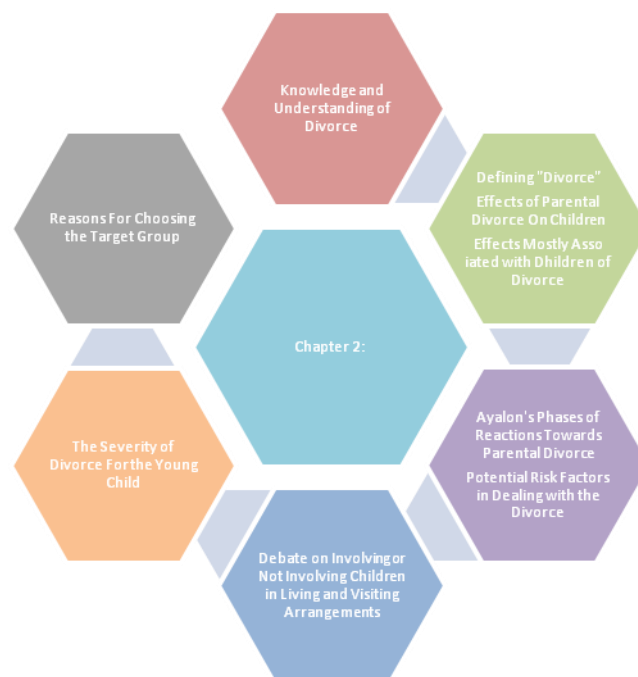 Knowledge and
Understanding of
Divorce
Defining "Divorce"
Effects of Parental
Divorce On Children
Effects Mostly Asso
iated with Dhildren of
Divorce
Ayalon's Phases of
Reactions Towards
Parental Divorce
Potential Risk Factors
in Dealing with the
Divorce
Debate on Involvingor
Not Involving Children
in Living and Visiting
Arrangements
The Severity of
Divorce For the Young
Child
Reasons For Choosing
the Target Group
Chapter 2: